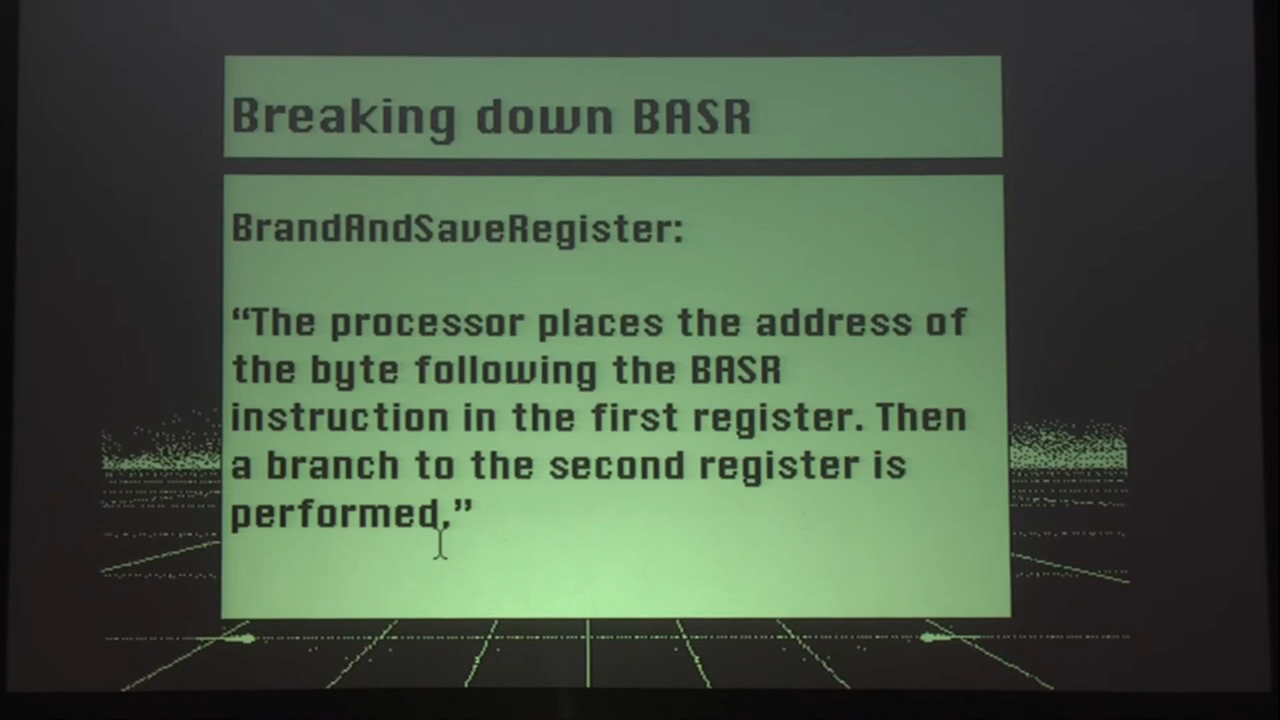 Breaking down BASR
BrandAndSaveRegister:
“The processor places the address of
the byte following the BASR
instruction in the first register. Then
a branch to the second register is
performed.”